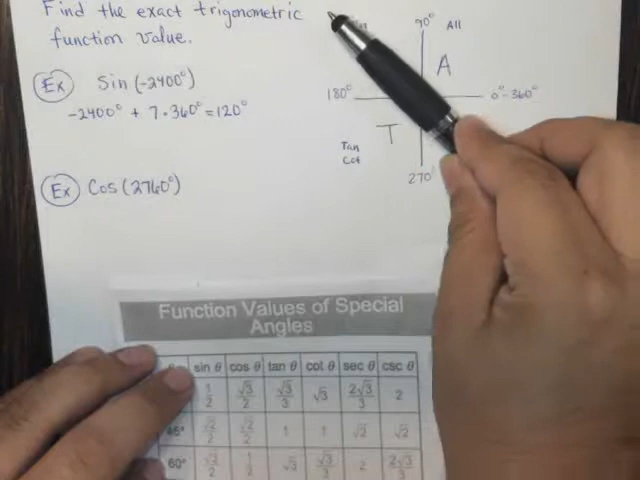 Find the exact trigonometric
function value.
Ex Sin(-2400°)
-2400° + 7·360° = 120°
Ex Cos(2760°)
90° All
A
180° 0°-360°
T
Tan
Cot
270°
Function Values of Special
Angles
sin θ cos θ tan θ cot θ sec θ csc θ
1/2 √3/2 √3/3 √3 2√3/3 2
45° √2/2 √2/2 1 1 √2 √2
60° 1/2 √3 √3/3 2 2√3/3